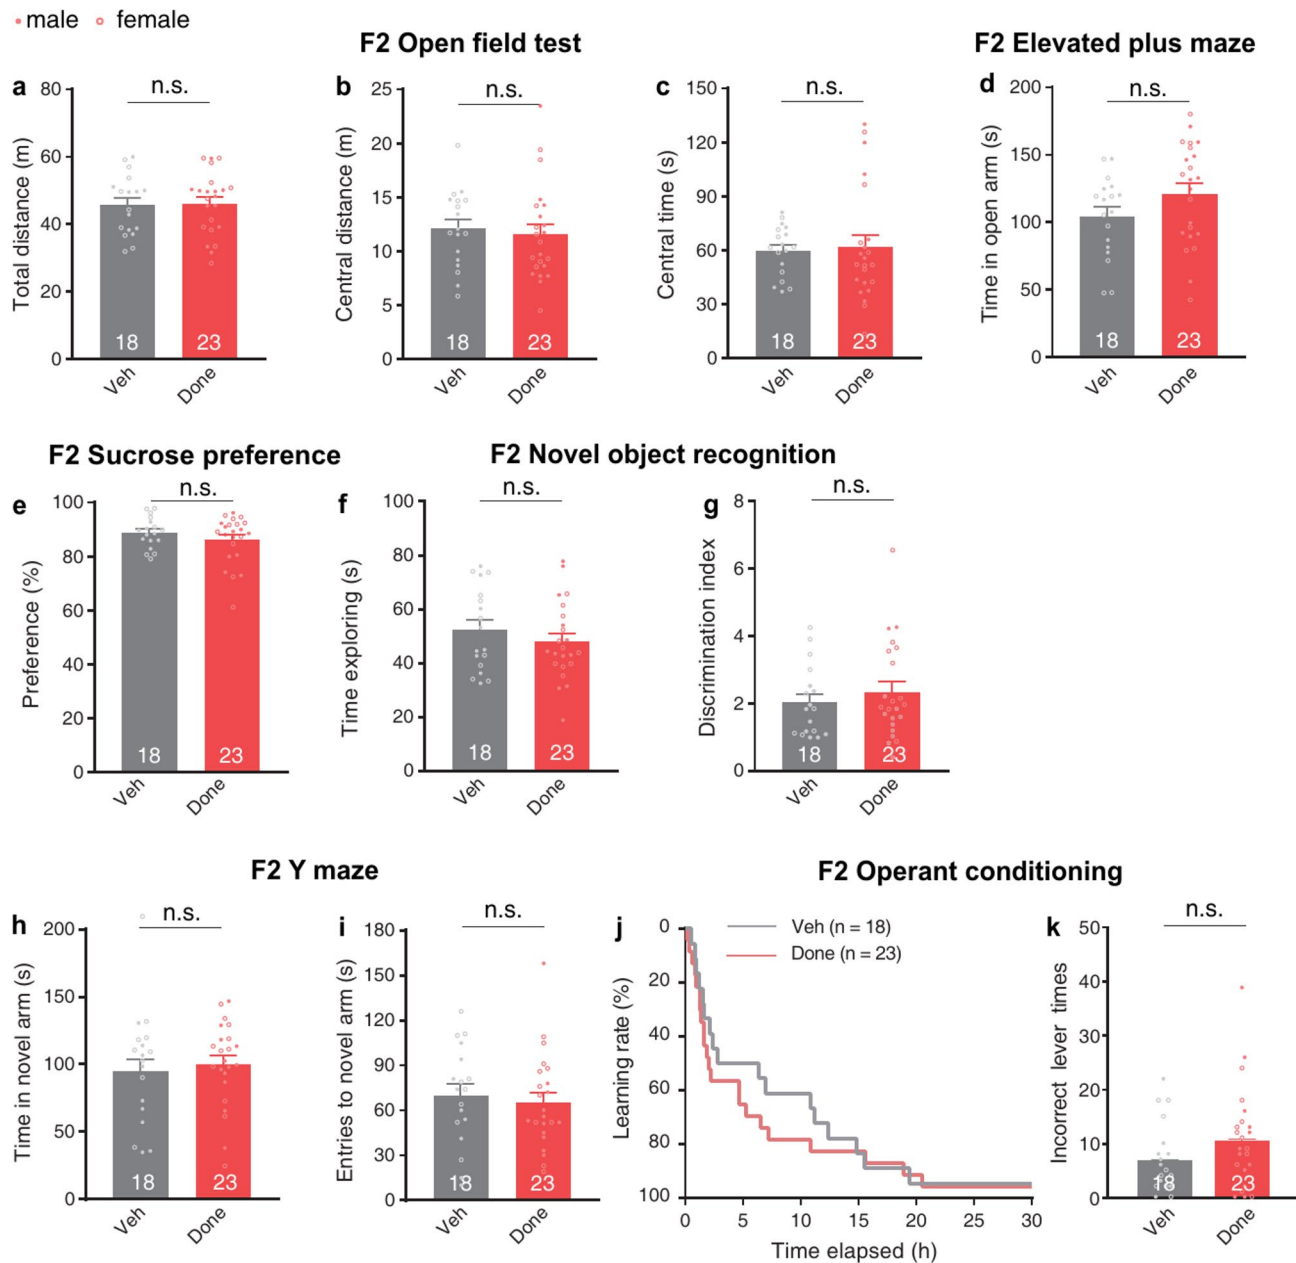 male female
F2 Open field test
F2 Elevated plus maze
a
n.s.
Total distance (m)
80
60
40
20
0
18
23
Veh
Done
b
n.s.
Central distance (m)
25
20
15
10
5
0
18
23
Veh
Done
c
n.s.
Central time (s)
150
120
90
60
30
0
18
23
Veh
Done
d
n.s.
Time in open arm (s)
200
150
100
50
0
18
23
Veh
Done
F2 Sucrose preference
F2 Novel object recognition
e
n.s.
Preference (%)
100
80
60
40
20
0
18
23
Veh
Done
f
n.s.
Time exploring (s)
100
80
60
40
20
0
18
23
Veh
Done
g
n.s.
Discrimination index
8
6
4
2
0
18
23
Veh
Done
F2 Y maze
F2 Operant conditioning
h
n.s.
Time in novel arm (s)
200
150
100
50
0
18
23
Veh
Done
i
n.s.
Entries to novel arm (s)
180
150
120
90
60
30
0
18
23
Veh
Done
j
Veh (n = 18)
Done (n = 23)
Learning rate (%)
0
20
40
60
80
100
0 5 10 15 20 25 30
Time elapsed (h)
k
n.s.
Incorrect lever times
50
40
30
20
10
0
18
23
Veh
Done